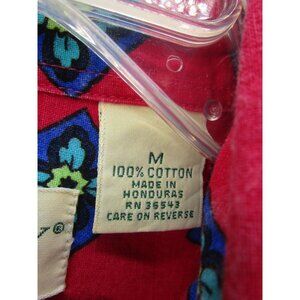 M
100% COTTON
MADE IN
HONDURAS
RN 36543
CARE ON REVERSE
®